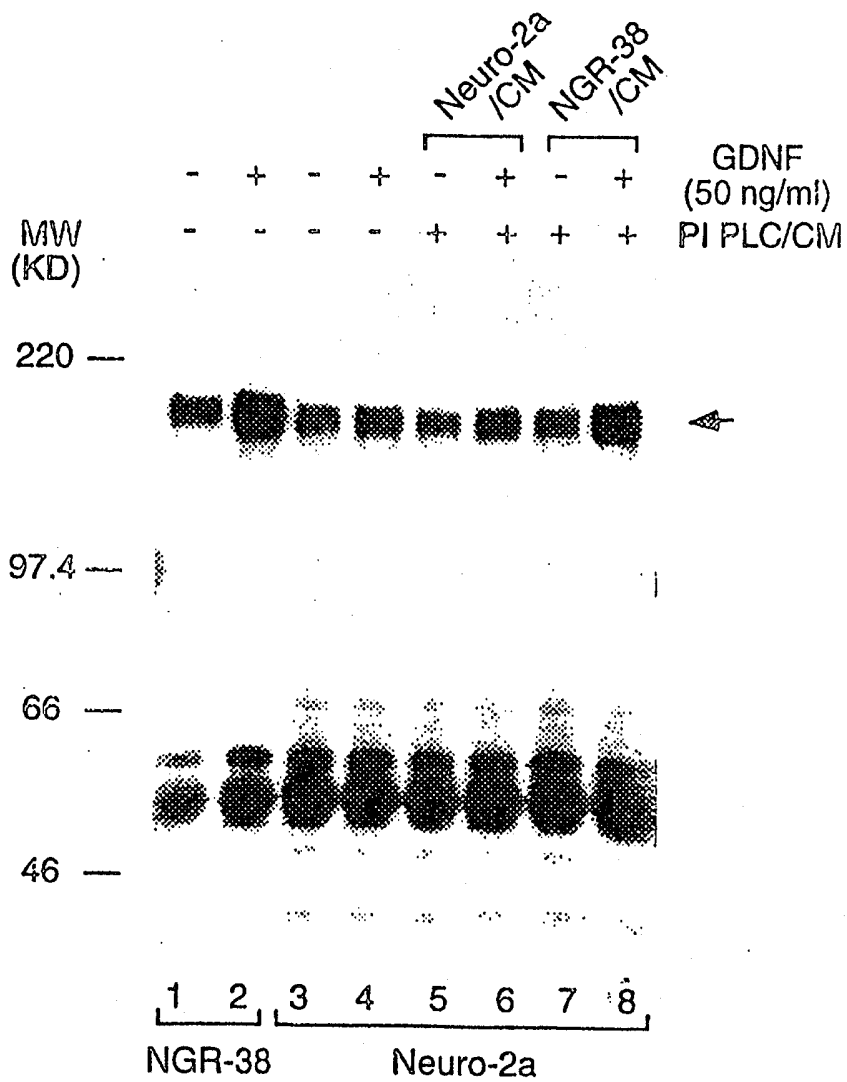 Neuro-2a
/CM
NGR-38
/CM
- + - + - + - + GDNF
(50 ng/ml)
MW
(KD)
- - - - + + + + PI PLC/CM
220
97.4
66
46
1 2 3 4 5 6 7 8
NGR-38 Neuro-2a